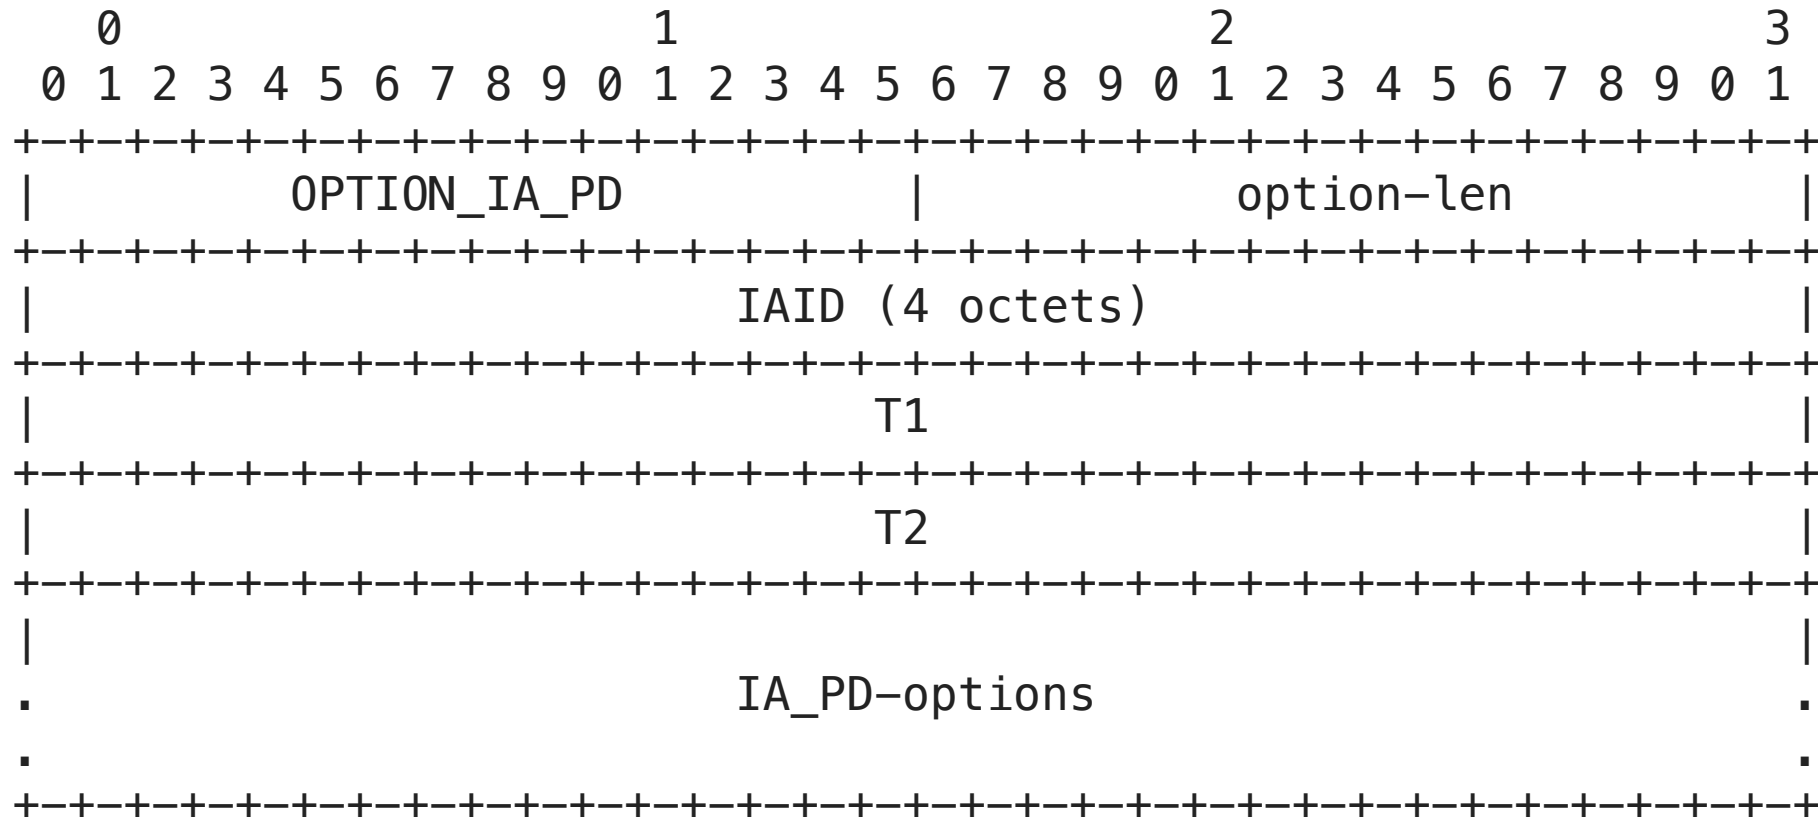 0                   1                   2                   3
 0 1 2 3 4 5 6 7 8 9 0 1 2 3 4 5 6 7 8 9 0 1 2 3 4 5 6 7 8 9 0 1
+-+-+-+-+-+-+-+-+-+-+-+-+-+-+-+-+-+-+-+-+-+-+-+-+-+-+-+-+-+-+-+-+
|         OPTION_IA_PD          |           option-len          |
+-+-+-+-+-+-+-+-+-+-+-+-+-+-+-+-+-+-+-+-+-+-+-+-+-+-+-+-+-+-+-+-+
|                         IAID (4 octets)                       |
+-+-+-+-+-+-+-+-+-+-+-+-+-+-+-+-+-+-+-+-+-+-+-+-+-+-+-+-+-+-+-+-+
|                              T1                               |
+-+-+-+-+-+-+-+-+-+-+-+-+-+-+-+-+-+-+-+-+-+-+-+-+-+-+-+-+-+-+-+-+
|                              T2                               |
+-+-+-+-+-+-+-+-+-+-+-+-+-+-+-+-+-+-+-+-+-+-+-+-+-+-+-+-+-+-+-+-+
|                                                               |
.                         IA_PD-options                         .
.                                                               .
+-+-+-+-+-+-+-+-+-+-+-+-+-+-+-+-+-+-+-+-+-+-+-+-+-+-+-+-+-+-+-+-+